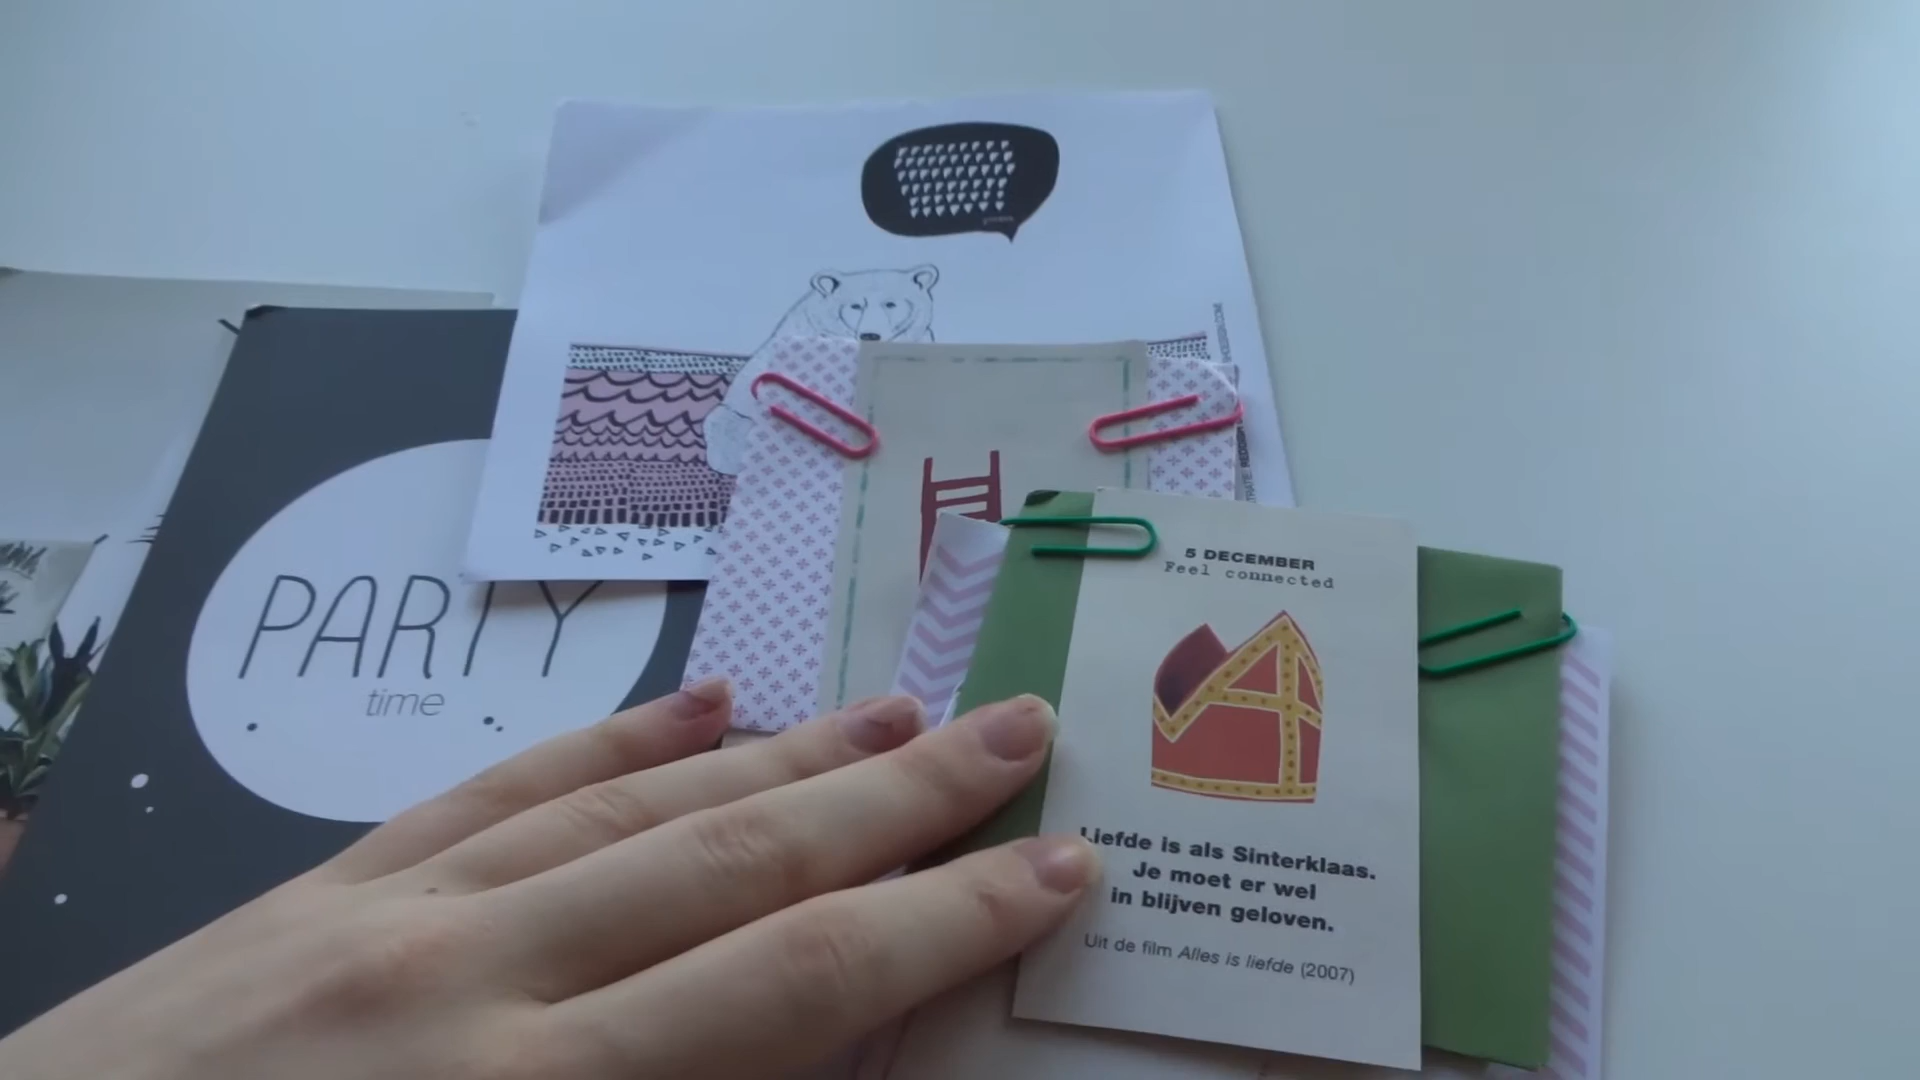 PARTY
time
5 DECEMBER
Feel connected
Liefde is als Sinterklaas.
Je moet er wel
in blijven geloven.
Uit de film Alles is liefde (2007)